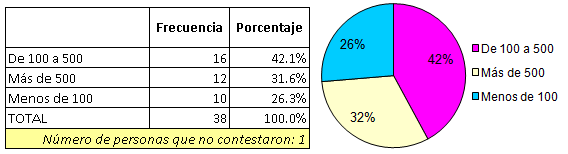 Frecuencia Porcentaje
De 100 a 500 16 42.1%
Más de 500 12 31.6%
Menos de 100 10 26.3%
TOTAL 38 100.0%
Número de personas que no contestaron: 1
26%
42%
32%
De 100 a 500
Más de 500
Menos de 100